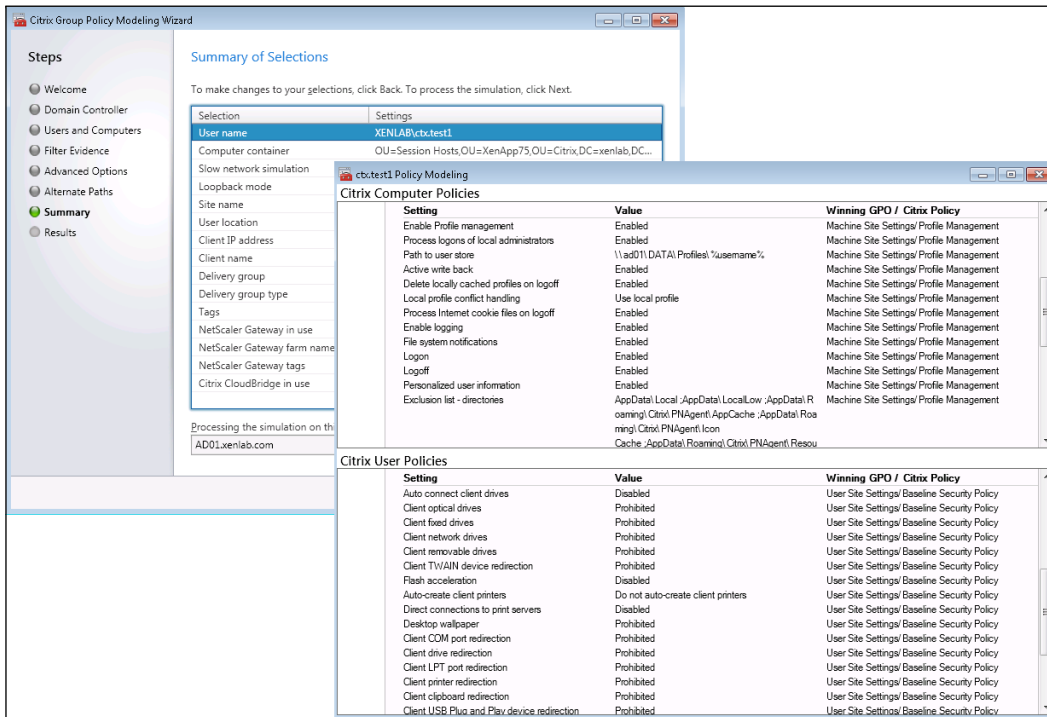 Citrix Group Policy Modeling Wizard
Steps
Welcome
Domain Controller
Users and Computers
Filter Evidence
Advanced Options
Alternate Paths
Summary
Results
Summary of Selections
To make changes to your selections, click Back. To process the simulation, click Next.
Selection Settings
User name XENLAB\ctx.test1
Computer container OU=Session Hosts,OU=XenApp75,OU=Citrix,DC=xenlab,DC...
Slow network simulation
Loopback mode
Site name
User location
Client IP address
Client name
Delivery group
Delivery group type
Tags
NetScaler Gateway in use
NetScaler Gateway farm name
NetScaler Gateway tags
Citrix CloudBridge in use
Processing the simulation on th
AD01.xenlab.com
ctx.test1 Policy Modeling
Citrix Computer Policies
Setting Value Winning GPO / Citrix Policy
Enable Profile management Enabled Machine Site Settings/Profile Management
Process logons of local administrators Enabled Machine Site Settings/Profile Management
Path to user store \\ad01\DATA\Profiles\%username% Machine Site Settings/Profile Management
Active write back Enabled Machine Site Settings/Profile Management
Delete locally cached profiles on logoff Enabled Machine Site Settings/Profile Management
Local profile conflict handling Use local profile Machine Site Settings/Profile Management
Process Internet cookie files on logoff Enabled Machine Site Settings/Profile Management
Enable logging Enabled Machine Site Settings/Profile Management
File system notifications Enabled Machine Site Settings/Profile Management
Logon Enabled Machine Site Settings/Profile Management
Logoff Enabled Machine Site Settings/Profile Management
Personalized user information Enabled Machine Site Settings/Profile Management
Exclusion list - directories AppData\Local ;AppData\LocalLow ;AppData\R Machine Site Settings/Profile Management
oaming\Citrix\PNAgent\AppCache ;AppData\Roa
ming\Citrix\PNAgent\Icon
Cache ;AppData\Roaming\Citrix\PNAgent\Resou
Citrix User Policies
Setting Value Winning GPO / Citrix Policy
Auto connect client drives Disabled User Site Settings/Baseline Security Policy
Client optical drives Prohibited User Site Settings/Baseline Security Policy
Client fixed drives Prohibited User Site Settings/Baseline Security Policy
Client network drives Prohibited User Site Settings/Baseline Security Policy
Client removable drives Prohibited User Site Settings/Baseline Security Policy
Client TWAIN device redirection Prohibited User Site Settings/Baseline Security Policy
Flash acceleration Disabled User Site Settings/Baseline Security Policy
Auto-create client printers Do not auto-create client printers User Site Settings/Baseline Security Policy
Direct connections to print servers Disabled User Site Settings/Baseline Security Policy
Desktop wallpaper Prohibited User Site Settings/Baseline Security Policy
Client COM port redirection Prohibited User Site Settings/Baseline Security Policy
Client drive redirection Prohibited User Site Settings/Baseline Security Policy
Client LPT port redirection Prohibited User Site Settings/Baseline Security Policy
Client printer redirection Prohibited User Site Settings/Baseline Security Policy
Client clipboard redirection Prohibited User Site Settings/Baseline Security Policy
Client USB Plug and Play device redirection Prohibited User Site Settings/Baseline Security Policy